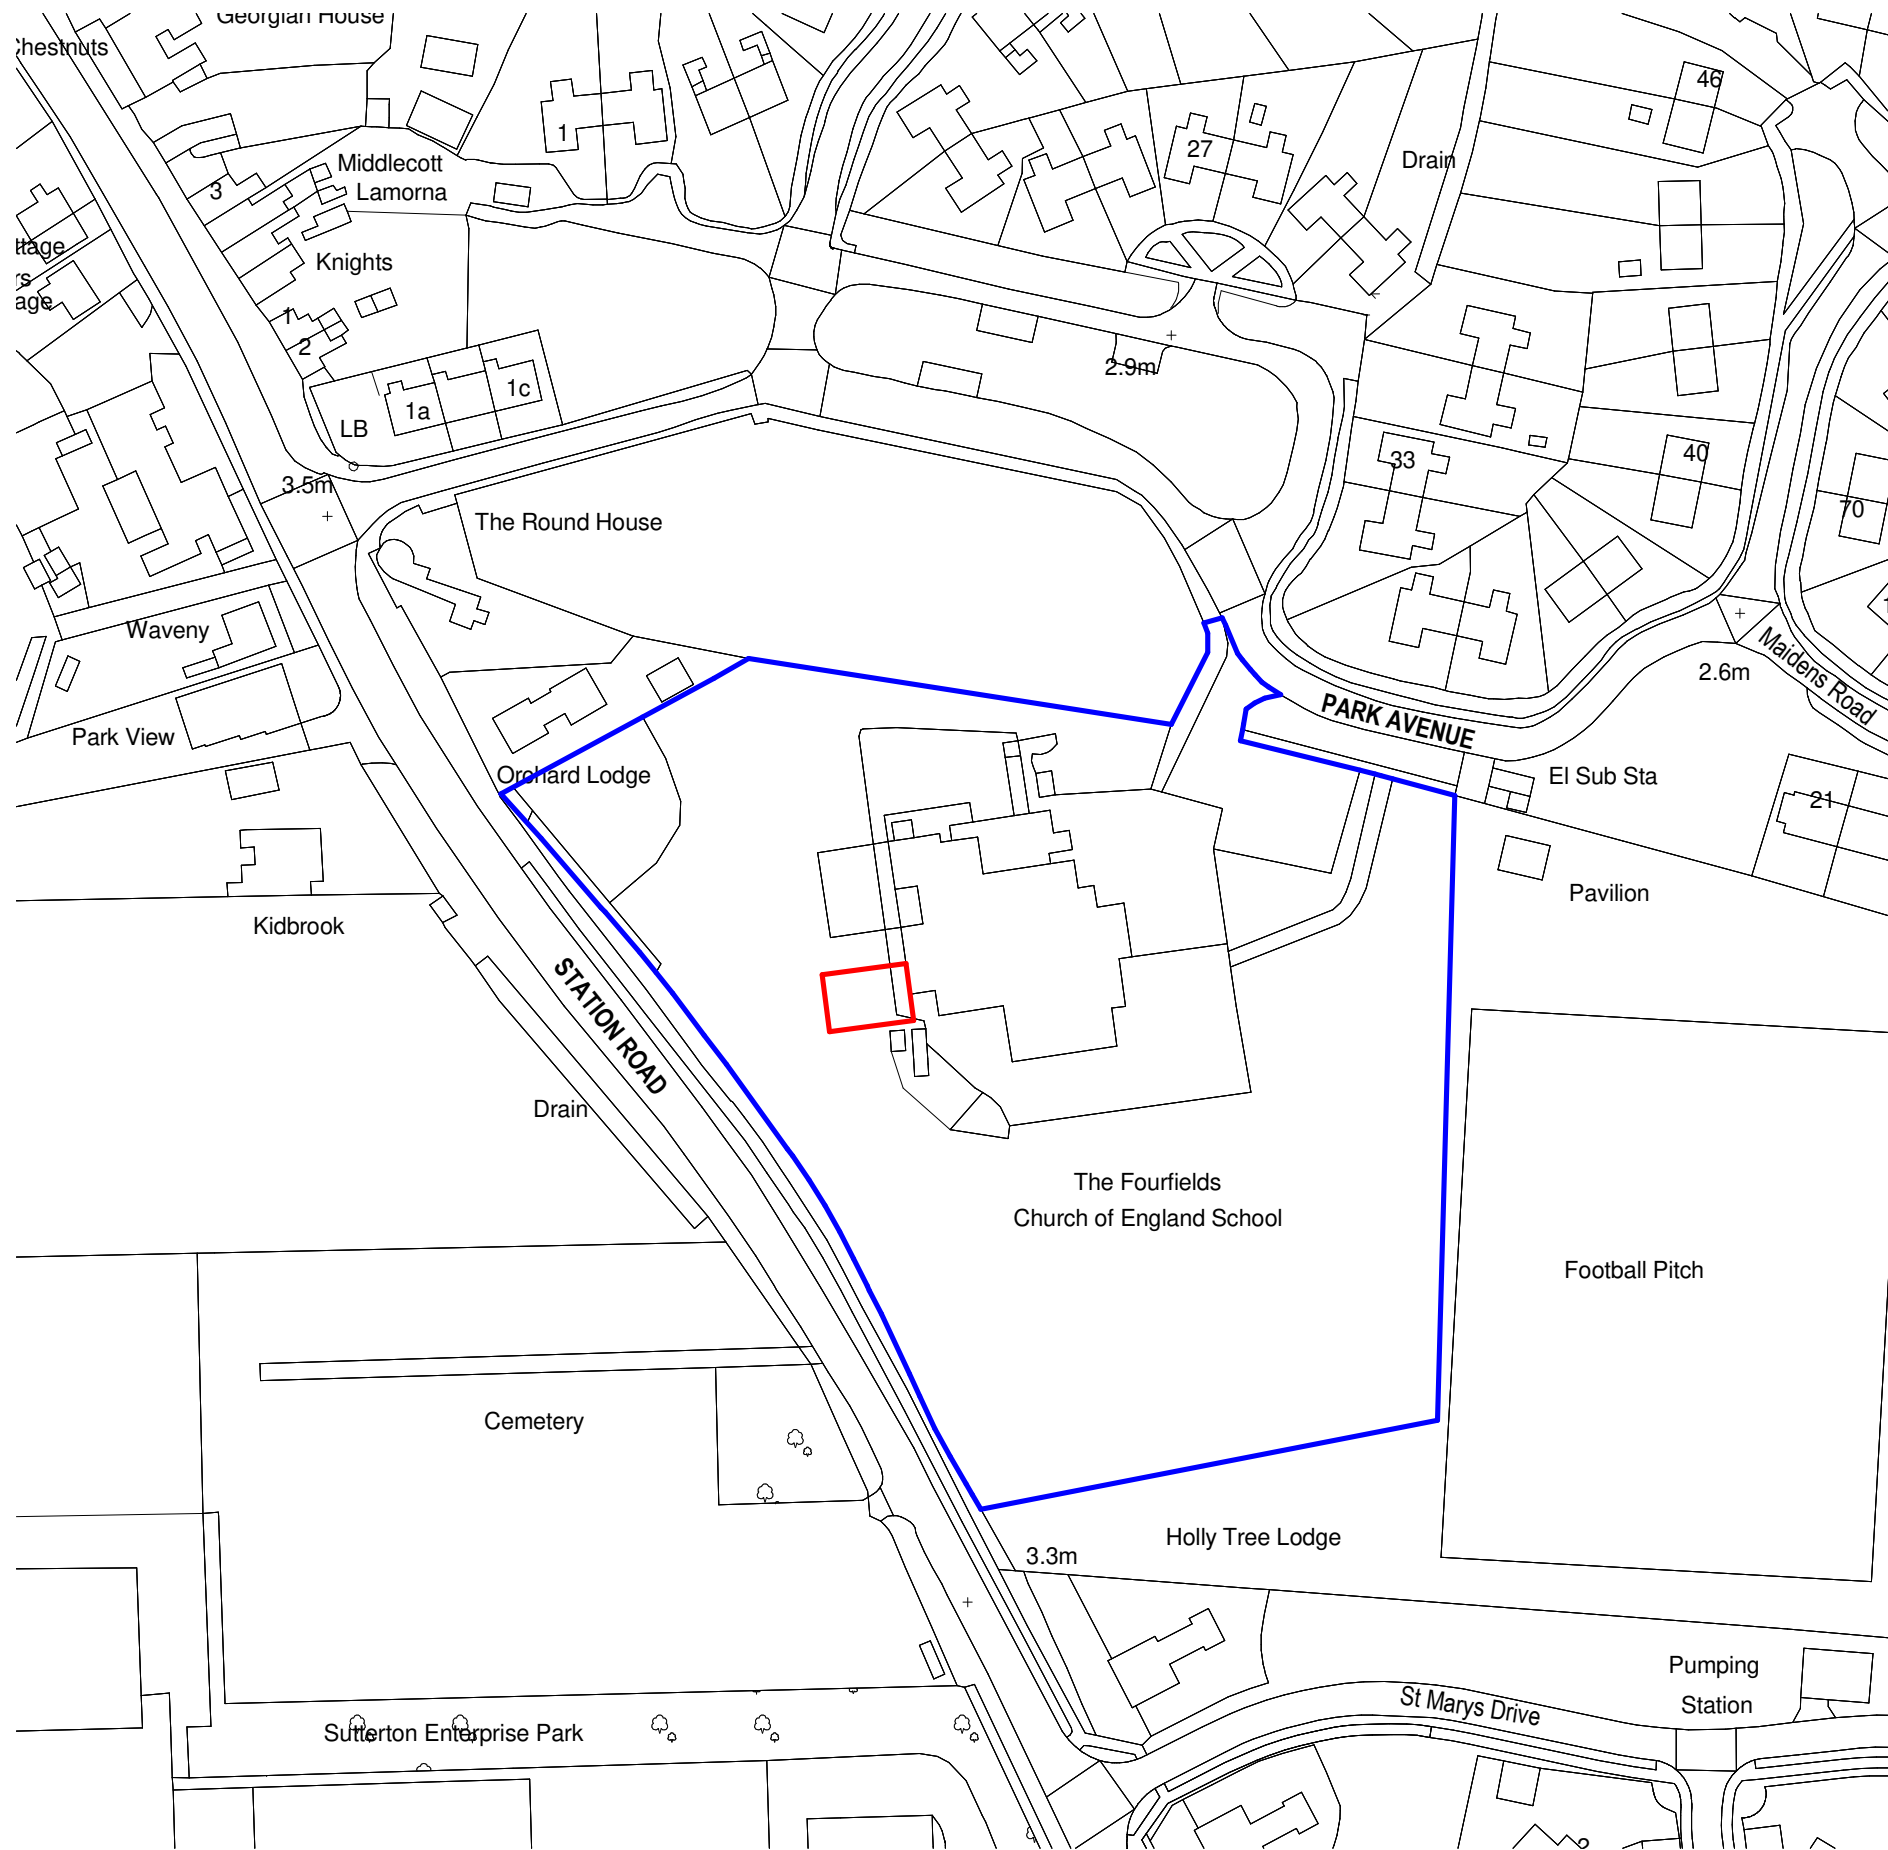 Georgian House
Chestnuts
46
1
27
Drain
Middlecott
3
Lamorna
Knights
1
2
2.9m
1c
1a
LB
33
40
3.5m
70
The Round House
Waveny
Maidens Road
2.6m
PARK AVENUE
Park View
Orchard Lodge
El Sub Sta
21
Pavilion
Kidbrook
STATION ROAD
Drain
The Fourfields
Church of England School
Football Pitch
Cemetery
Holly Tree Lodge
3.3m
Pumping
Station
St Marys Drive
Sutterton Enterprise Park